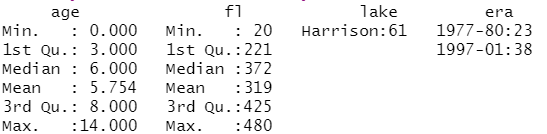 age fl lake era
Min. : 0.000 Min. : 20 Harrison:61 1977-80:23
1st Qu.: 3.000 1st Qu.:221 1997-01:38
Median : 6.000 Median :372
Mean : 5.754 Mean :319
3rd Qu.: 8.000 3rd Qu.:425
Max. :14.000 Max. :480